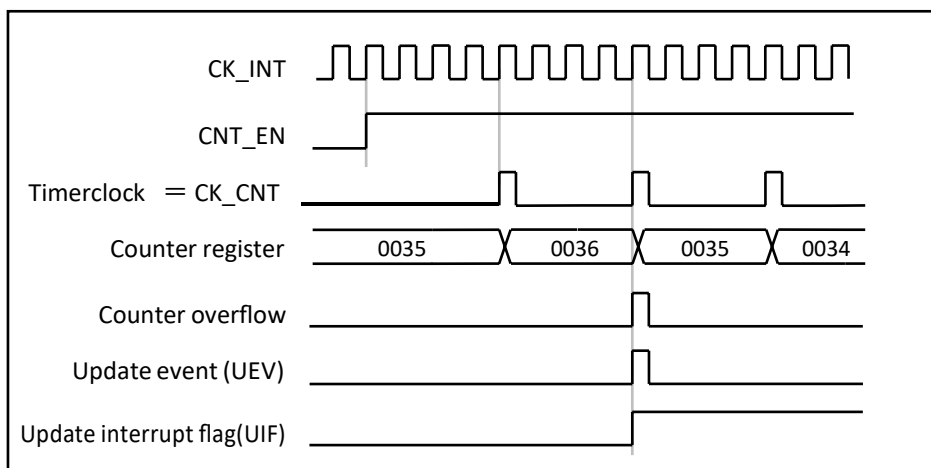 CK_INT
CNT_EN
Timerclock = CK_CNT
Counter register 0035 0036 0035 0034
Counter overflow
Update event (UEV)
Update interrupt flag(UIF)